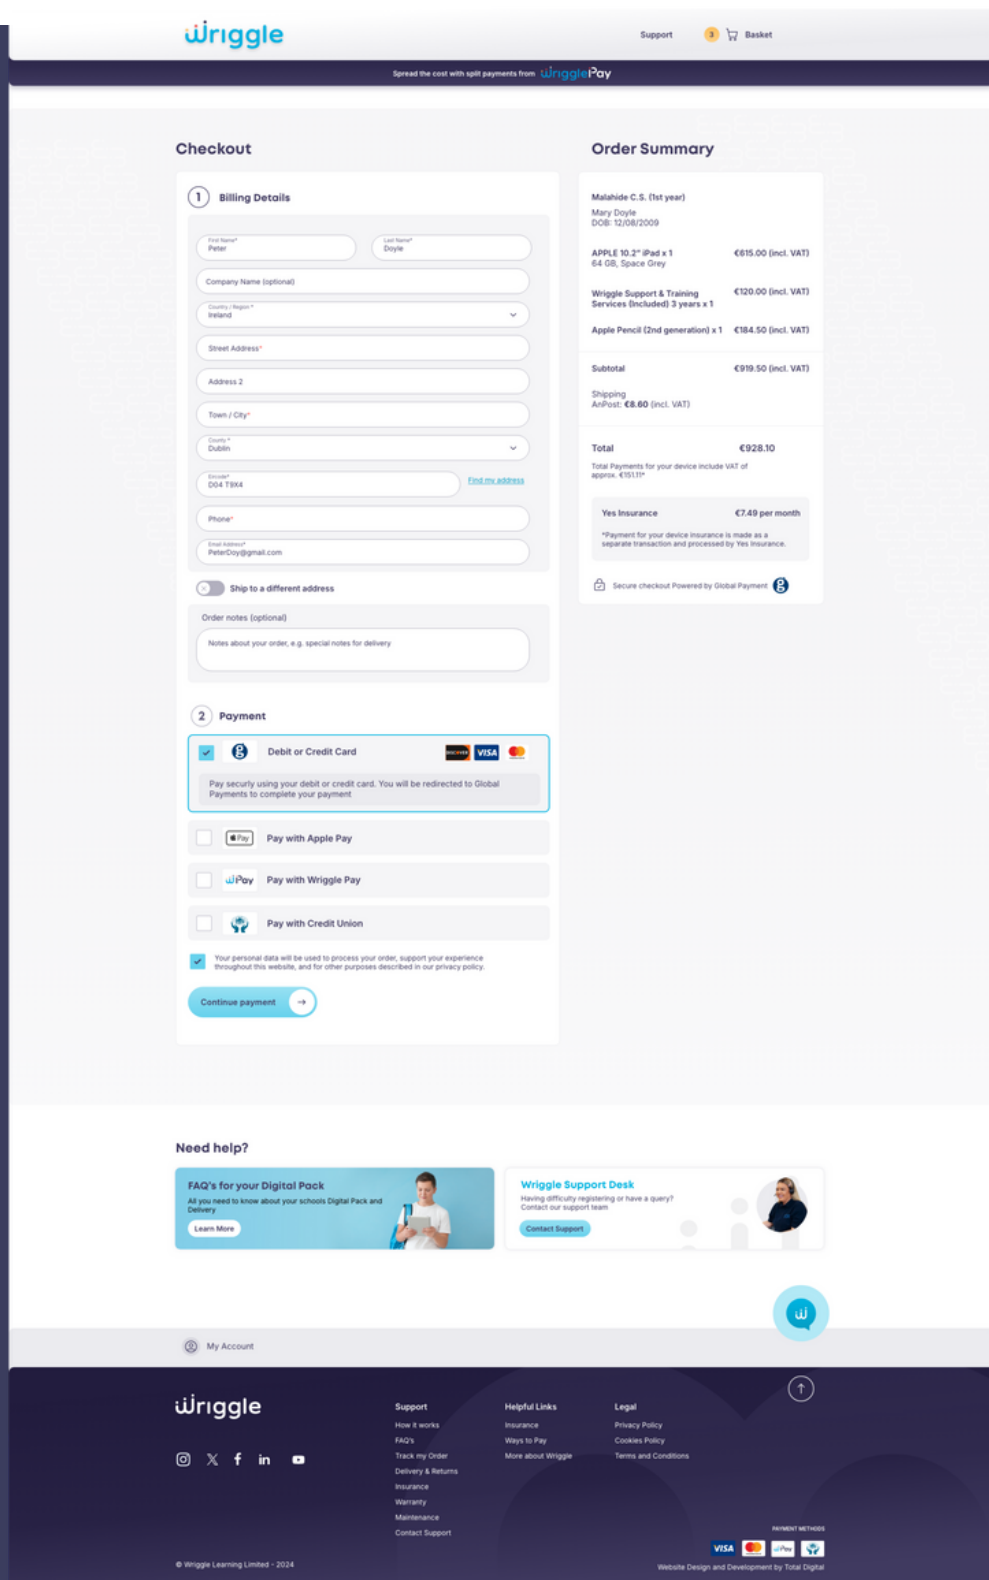 wriggle
Support
3
Basket
Spread the cost with split payments from wrigglePay
Checkout
1 Billing Details
First Name*
Peter
Last Name*
Doyle
Company Name (optional)
Country / Region *
Ireland
Street Address*
Address 2
Town / City*
County *
Dublin
Eircode*
D04 T9X4
Find my address
Phone*
Email Address*
PeterDoy@gmail.com
Ship to a different address
Order notes (optional)
Notes about your order, e.g. special notes for delivery
2 Payment
Debit or Credit Card
DISCOVER VISA
Pay securly using your debit or credit card. You will be redirected to Global
Payments to complete your payment
Pay Pay with Apple Pay
wPay Pay with Wriggle Pay
Pay with Credit Union
Your personal data will be used to process your order, support your experience
throughout this website, and for other purposes described in our privacy policy.
Continue payment
Order Summary
Malahide C.S. (1st year)
Mary Doyle
DOB: 12/08/2009
APPLE 10.2" iPad x 1 €615.00 (incl. VAT)
64 GB, Space Grey
Wriggle Support & Training €120.00 (incl. VAT)
Services (Included) 3 years x 1
Apple Pencil (2nd generation) x 1 €184.50 (incl. VAT)
Subtotal €919.50 (incl. VAT)
Shipping
AnPost: €8.60 (incl. VAT)
Total €928.10
Total Payments for your device include VAT of
approx. €151.11*
Yes Insurance €7.49 per month
*Payment for your device insurance is made as a
separate transaction and processed by Yes Insurance.
Secure checkout Powered by Global Payment
Need help?
FAQ's for your Digital Pack
All you need to know about your schools Digital Pack and
Delivery
Learn More
Wriggle Support Desk
Having difficulty registering or have a query?
Contact our support team
Contact Support
My Account
wriggle
Support
How it works
FAQ's
Track my Order
Delivery & Returns
Insurance
Warranty
Maintenance
Contact Support
Helpful Links
Insurance
Ways to Pay
More about Wriggle
Legal
Privacy Policy
Cookies Policy
Terms and Conditions
PAYMENT METHODS
VISA wPay
© Wriggle Learning Limited - 2024
Website Design and Development by Total Digital